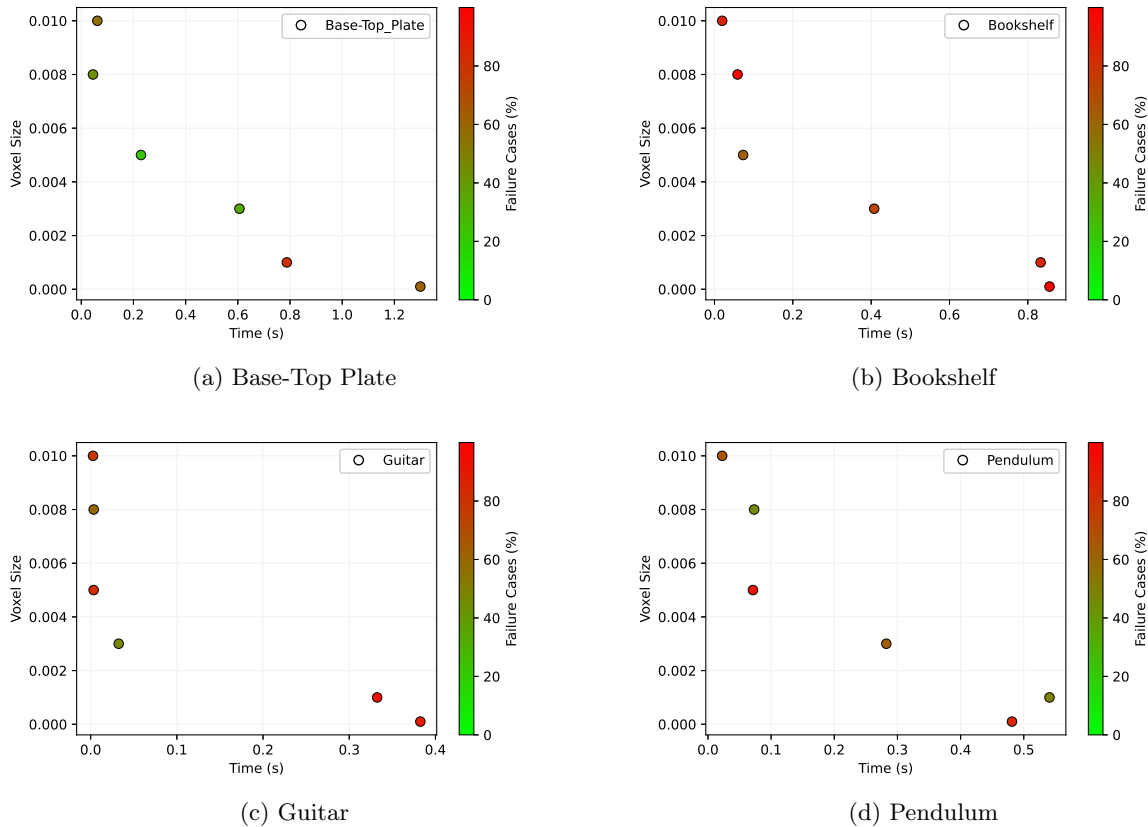 0.010
0.008
0.006
0.004
0.002
0.000
Voxel Size
0.0 0.2 0.4 0.6 0.8 1.0 1.2
Time (s)
Base-Top_Plate
80
60
40
20
0
Failure Cases (%)
(a) Base-Top Plate
0.010
0.008
0.006
0.004
0.002
0.000
Voxel Size
0.0 0.2 0.4 0.6 0.8
Time (s)
Bookshelf
80
60
40
20
0
Failure Cases (%)
(b) Bookshelf
0.010
0.008
0.006
0.004
0.002
0.000
Voxel Size
0.0 0.1 0.2 0.3 0.4
Time (s)
Guitar
80
60
40
20
0
Failure Cases (%)
(c) Guitar
0.010
0.008
0.006
0.004
0.002
0.000
Voxel Size
0.0 0.1 0.2 0.3 0.4 0.5
Time (s)
Pendulum
80
60
40
20
0
Failure Cases (%)
(d) Pendulum